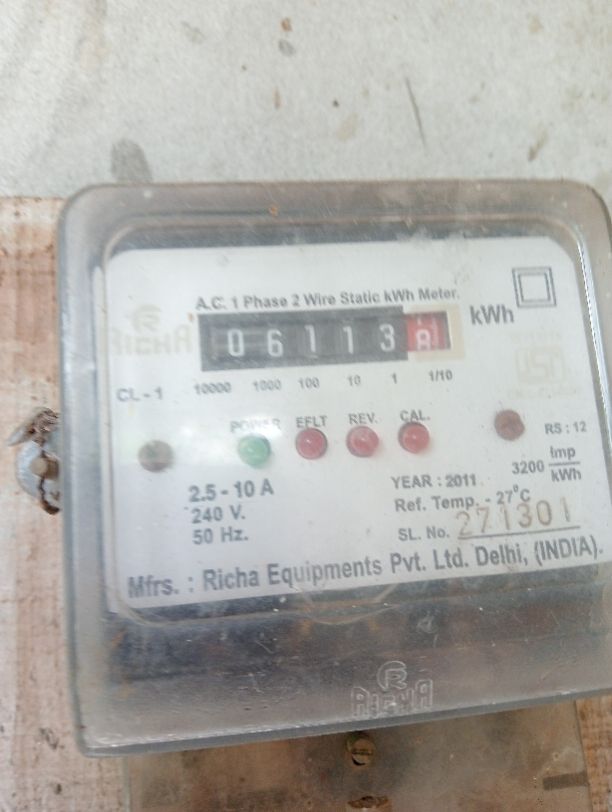 A.C. 1 Phase 2 Wire Static kWh Meter.
06113 8 kWh
10000 1000 100 10 1 1/10
RICHA
CL - 1
POWER EFLT REV. CAL.
RS : 12
3200 Imp/kWh
2.5 - 10 A
240 V.
50 Hz.
YEAR : 2011
Ref. Temp. - 27°C
SL. No. 271301
Mfrs. : Richa Equipments Pvt. Ltd. Delhi, (INDIA).
RICHA